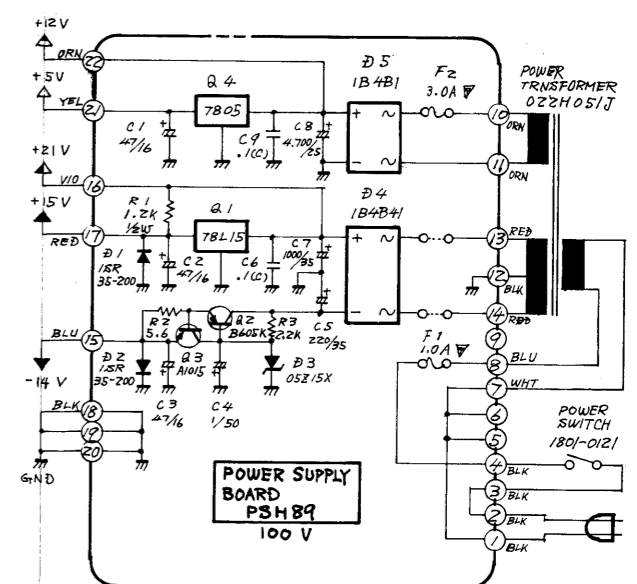 +12V
ORN
22
+5V
YEL
21
+21V
VIO
16
+15V
RED
17
BLU
15
-14V
BLK
18
19
20
GND
Q4
7805
C1
47/16
C9
.1(C)
C8
4.700/25
D5
1B4B1
+ ~
- ~
F2
3.0A
POWER
TRNSFORMER
022H051J
10
ORN
11
ORN
R1
1.2K
1/2W
Q1
78L15
D1
1SR
35-200
C2
47/16
C6
.1(C)
C7
1000/35
D4
1B4B41
+ ~
- ~
13
RED
12
BLK
14
RED
R2
5.6
Q2
B605K
R3
2.2K
C5
220/35
D2
1SR
35-200
C3
47/16
Q3
A1015
C4
1/50
D3
05Z15X
F1
1.0A
9
8
BLU
7
WHT
6
5
4
BLK
3
BLK
2
BLK
1
BLK
POWER
SWITCH
1801-0121
POWER SUPPLY
BOARD
PSH89
100V